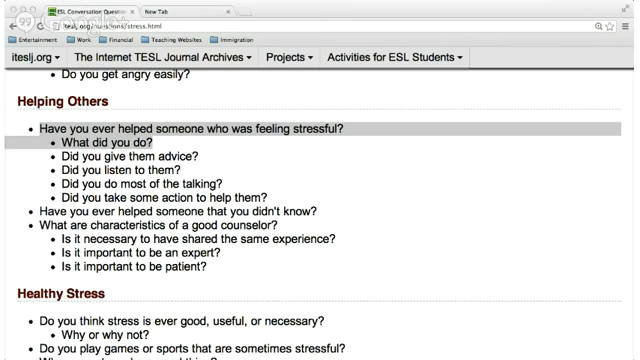 ESL Conversation Question
New Tab
Google+
iteslj.org/questions/stress.html
Entertainment Work Financial Teaching Websites Immigration
iteslj.org The Internet TESL Journal Archives Projects Activities for ESL Students
Do you get angry easily?
Helping Others
Have you ever helped someone who was feeling stressful?
What did you do?
Did you give them advice?
Did you listen to them?
Did you do most of the talking?
Did you take some action to help them?
Have you ever helped someone that you didn't know?
What are characteristics of a good counselor?
Is it necessary to have shared the same experience?
Is it important to be an expert?
Is it important to be patient?
Healthy Stress
Do you think stress is ever good, useful, or necessary?
Why or why not?
Do you play games or sports that are sometimes stressful?